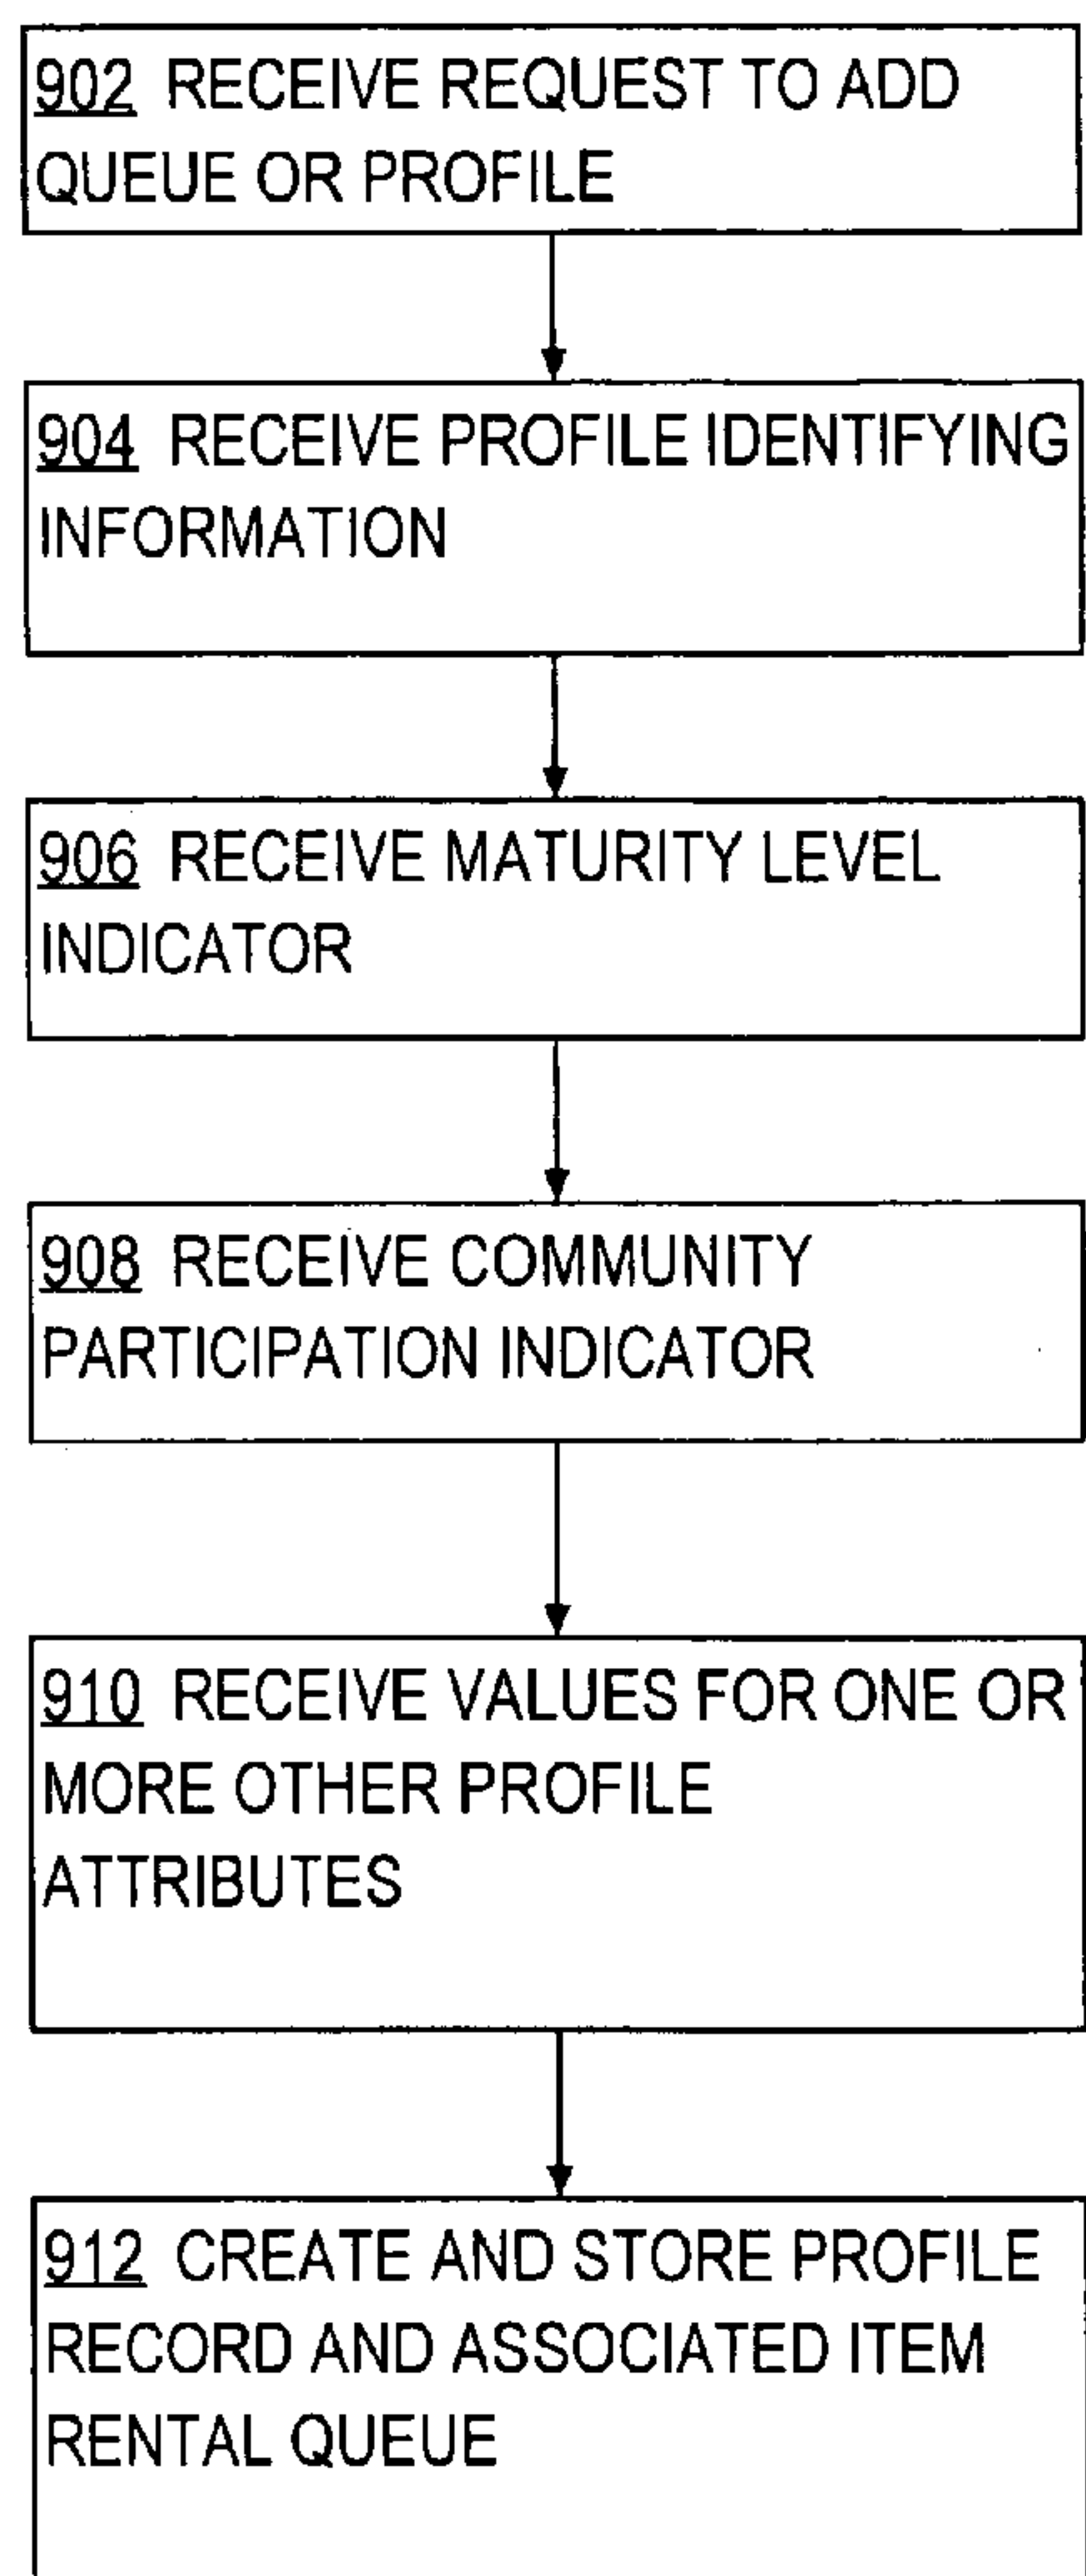 902 RECEIVE REQUEST TO ADD
QUEUE OR PROFILE
904 RECEIVE PROFILE IDENTIFYING
INFORMATION
906 RECEIVE MATURITY LEVEL
INDICATOR
908 RECEIVE COMMUNITY
PARTICIPATION INDICATOR
910 RECEIVE VALUES FOR ONE OR
MORE OTHER PROFILE
ATTRIBUTES
912 CREATE AND STORE PROFILE
RECORD AND ASSOCIATED ITEM
RENTAL QUEUE